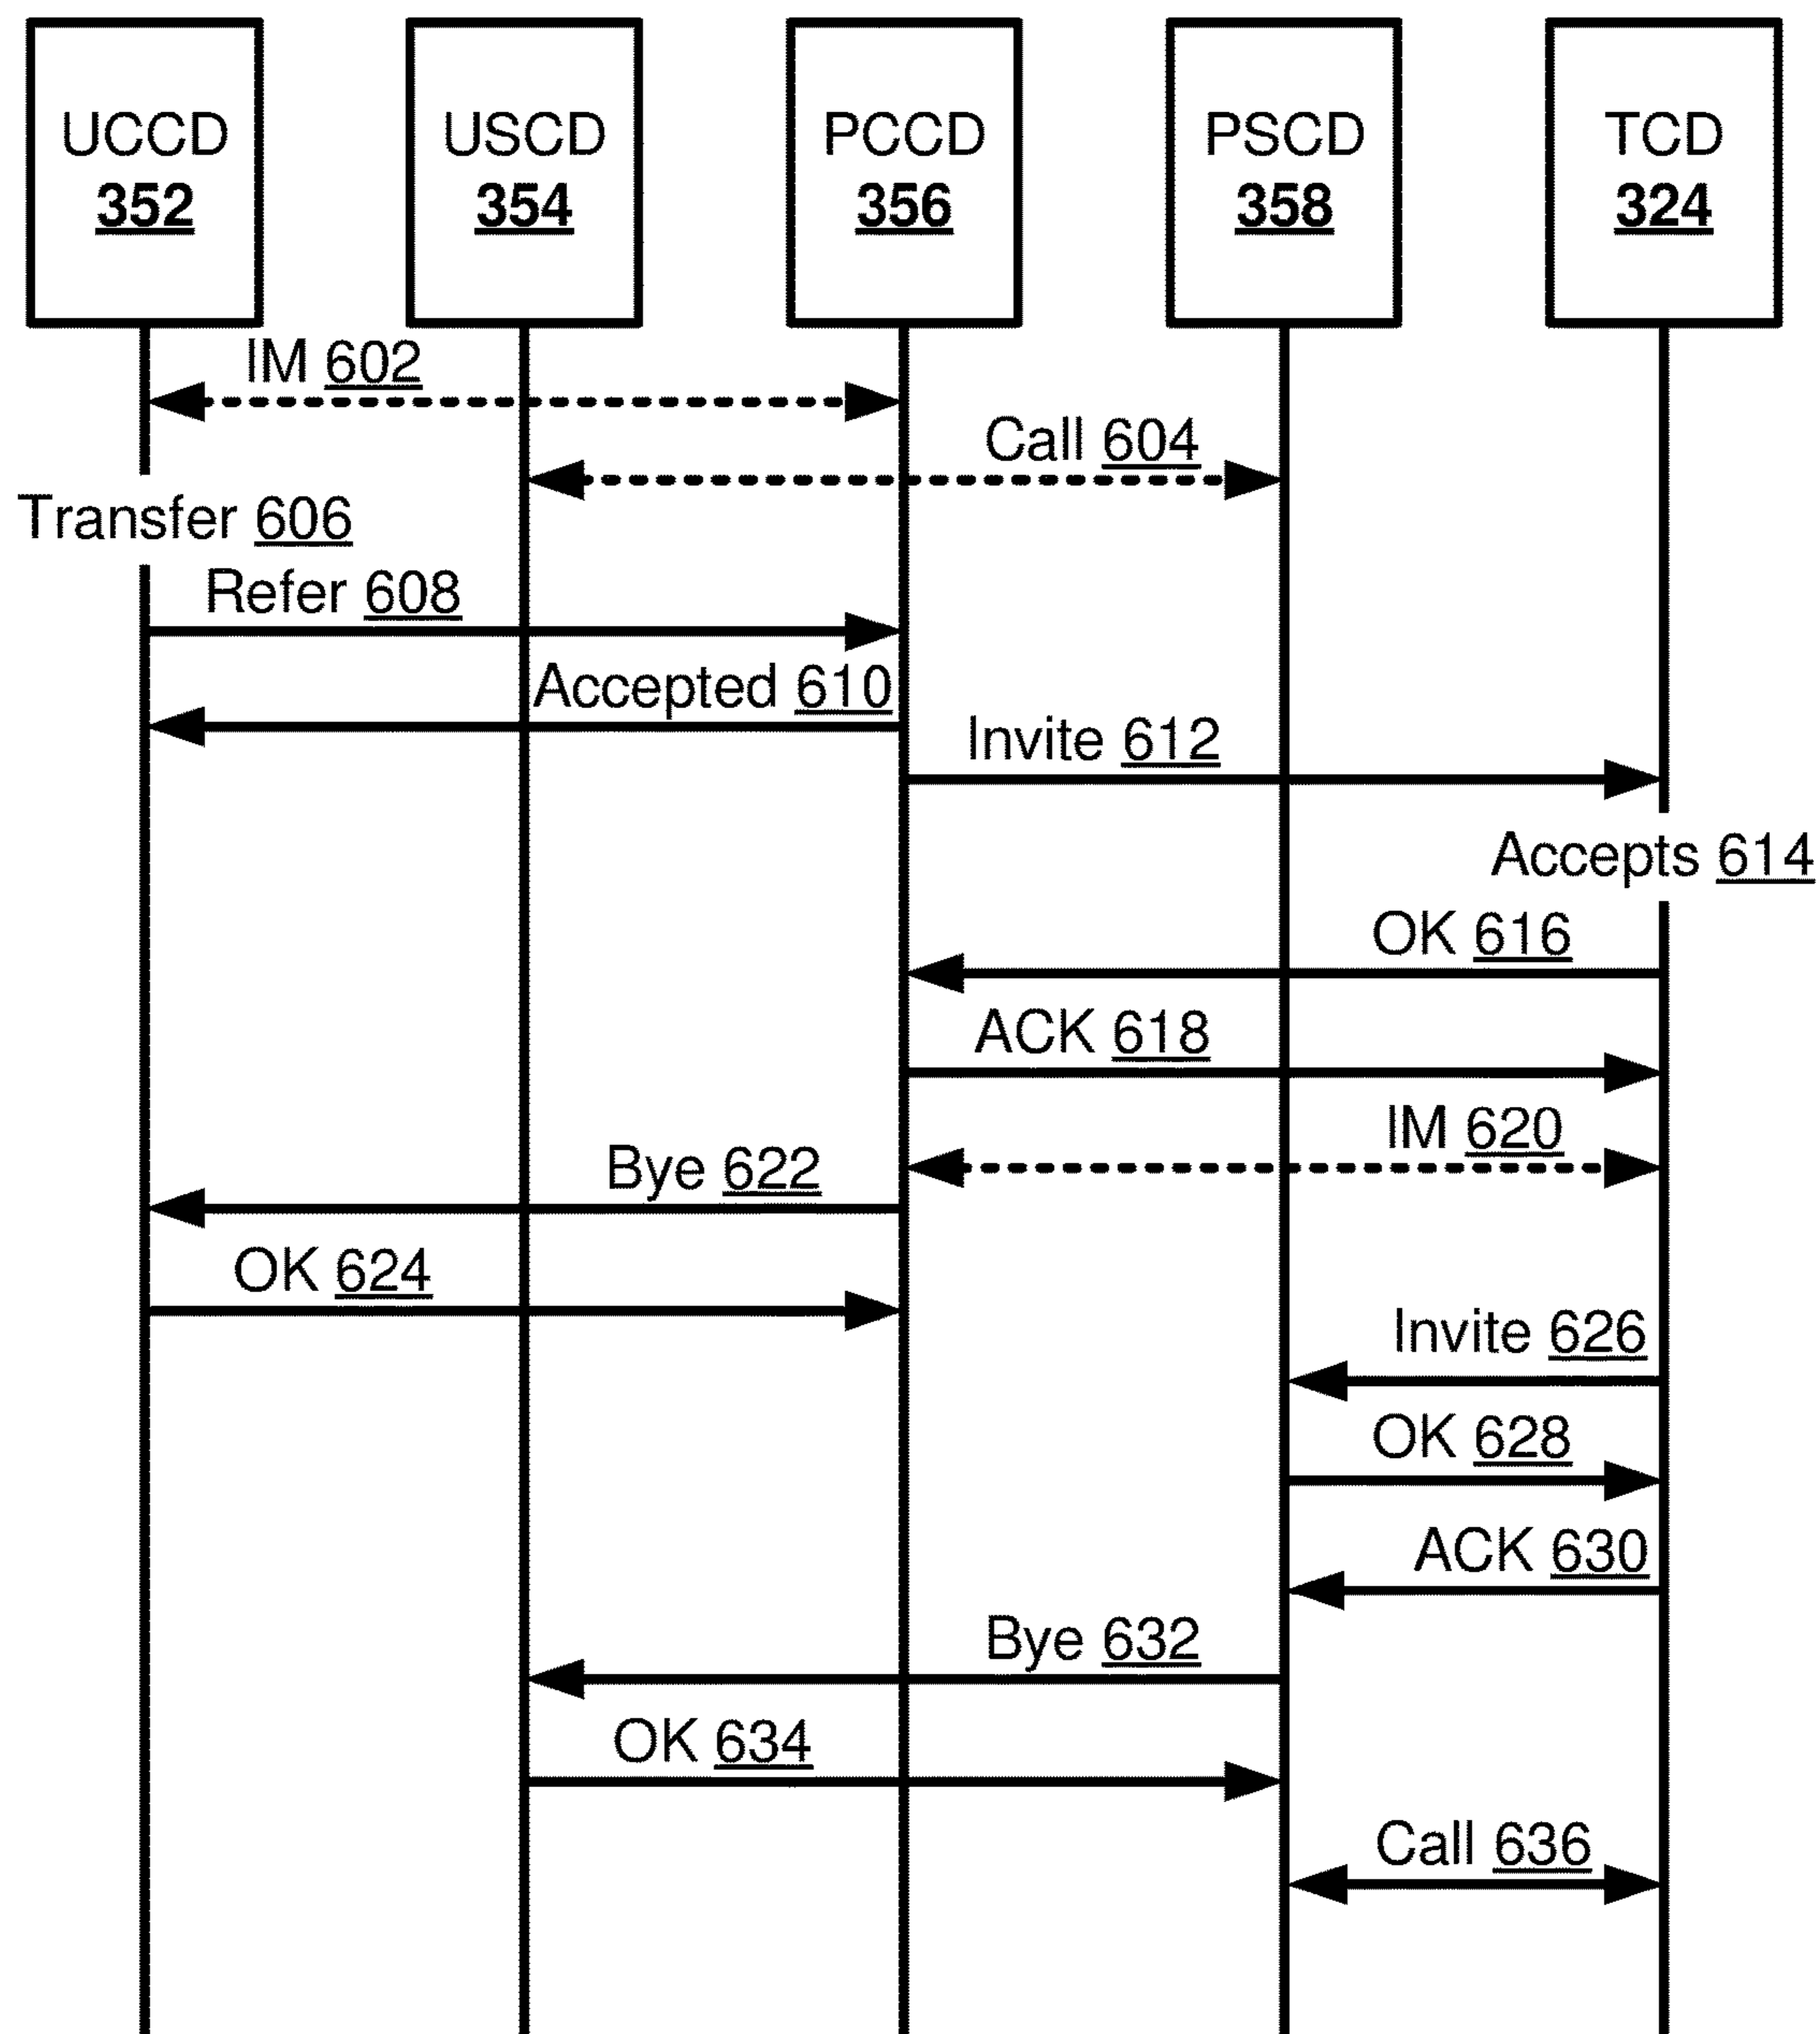 UCCD
352
USCD
354
PCCD
356
PSCD
358
TCD
324
IM 602
Call 604
Transfer 606
Refer 608
Accepted 610
Invite 612
Accepts 614
OK 616
ACK 618
IM 620
Bye 622
OK 624
Invite 626
OK 628
ACK 630
Bye 632
OK 634
Call 636